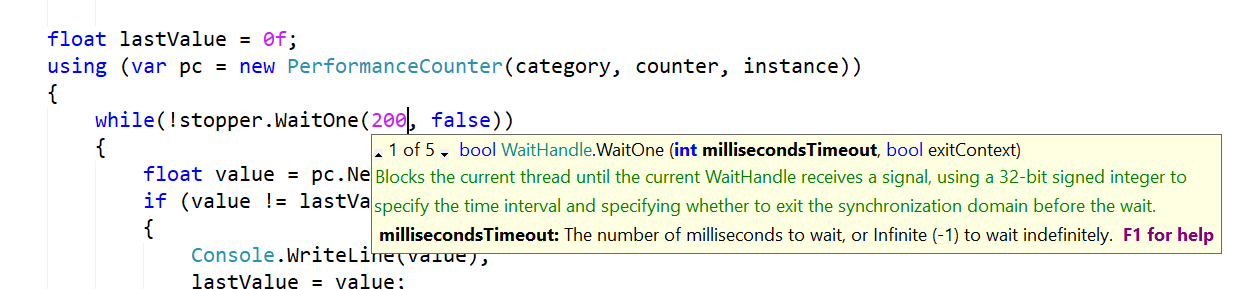 float lastValue = 0f;
using (var pc = new PerformanceCounter(category, counter, instance))
{
while(!stopper.WaitOne(200, false))
{
1 of 5 bool WaitHandle.WaitOne (int millisecondsTimeout, bool exitContext)
float value = pc.Ne
Blocks the current thread until the current WaitHandle receives a signal, using a 32-bit signed integer to
if (value != lastVa
specify the time interval and specifying whether to exit the synchronization domain before the wait.
{
millisecondsTimeout: The number of milliseconds to wait, or Infinite (-1) to wait indefinitely. F1 for help
Console.WriteLine(value);
lastValue = value;